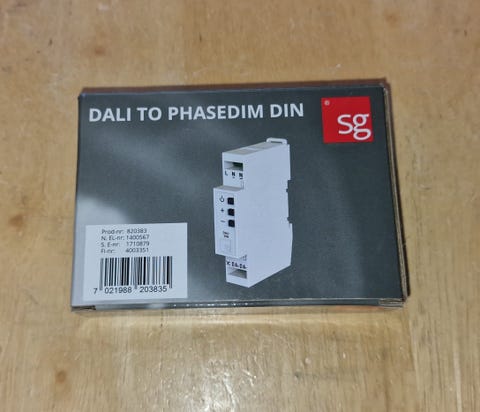 DALI TO PHASEDIM DIN
sg
L N N
+
−
Prod-nr: 820383
N. EL-nr: 1400567
S. E-nr: 1710879
FI-nr: 4003351
7 021988 203835